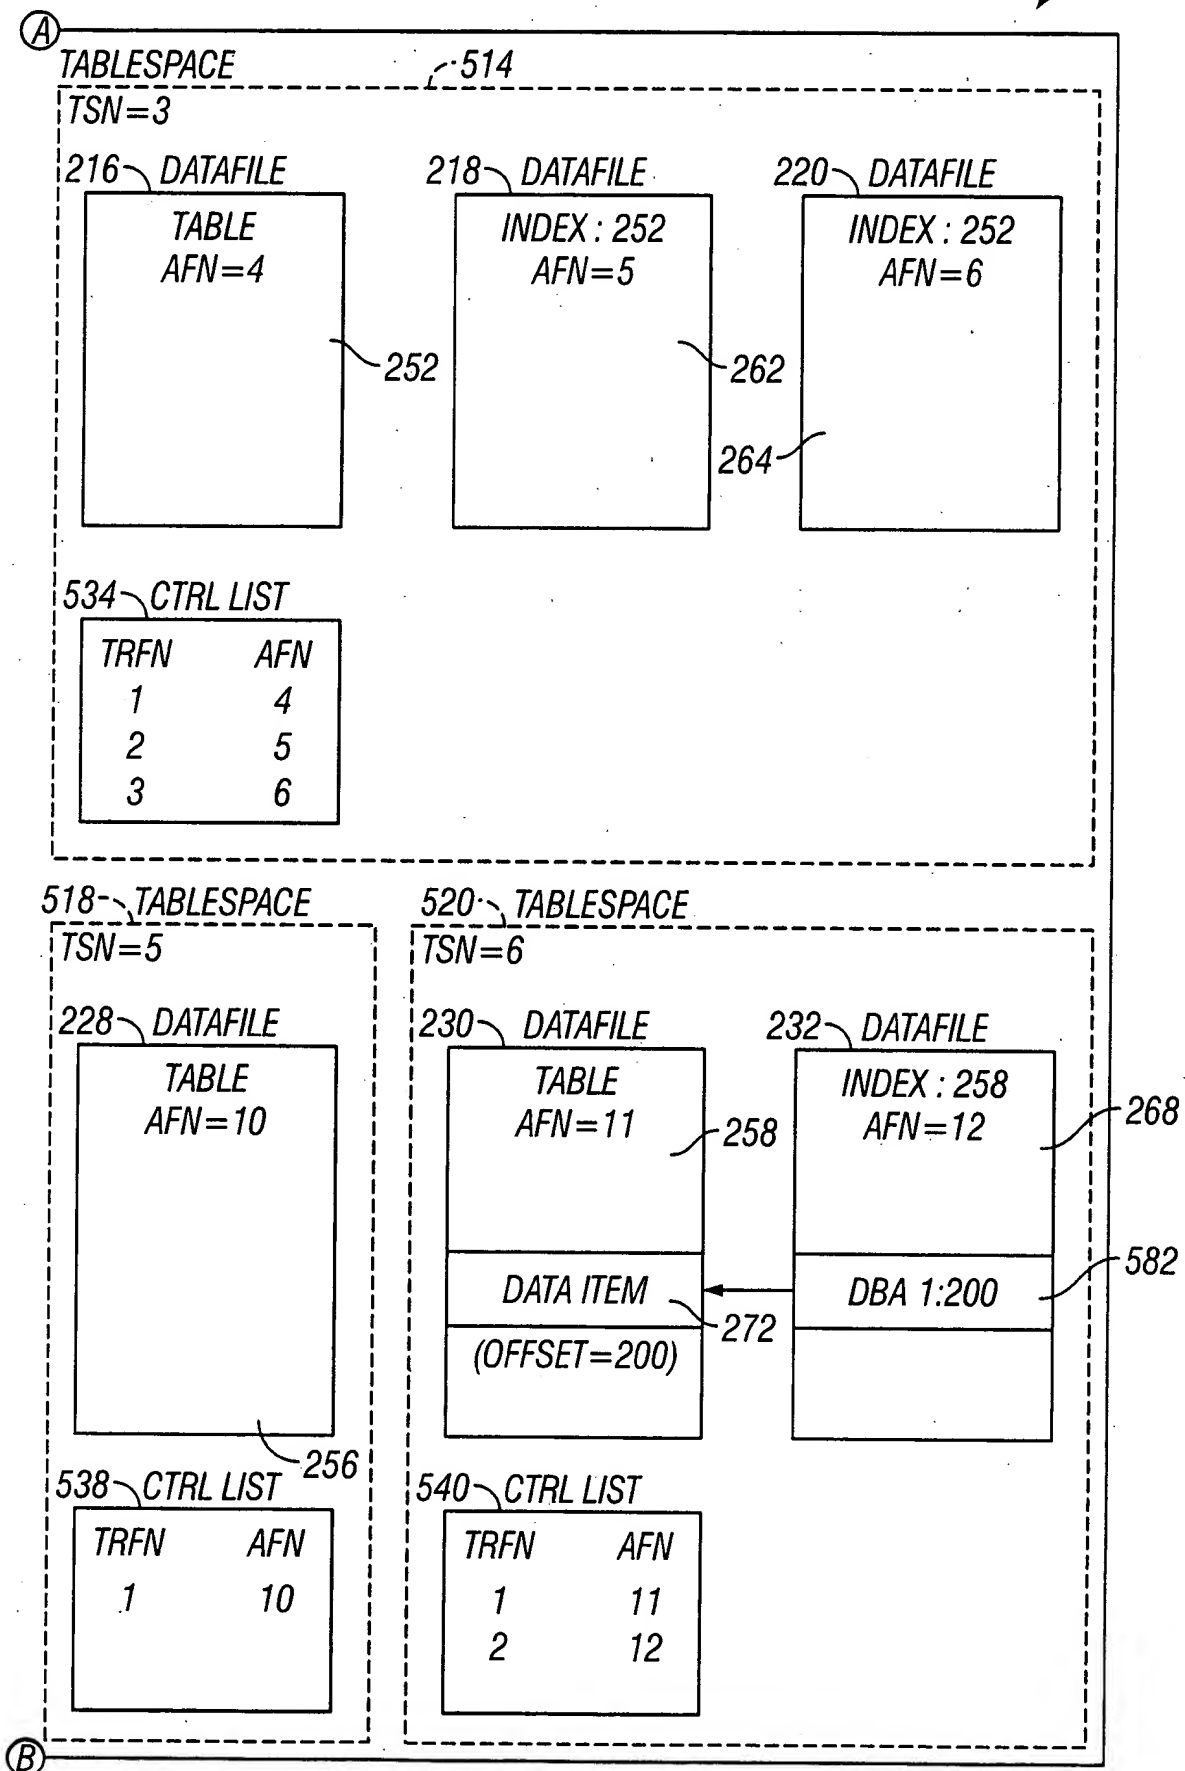 A
TABLESPACE
514
TSN=3
216 DATAFILE
TABLE
AFN=4
252
218 DATAFILE
INDEX : 252
AFN=5
262
220 DATAFILE
INDEX : 252
AFN=6
264
534 CTRL LIST
TRFN AFN
1 4
2 5
3 6
518 TABLESPACE
TSN=5
228 DATAFILE
TABLE
AFN=10
256
538 CTRL LIST
TRFN AFN
1 10
520 TABLESPACE
TSN=6
230 DATAFILE
TABLE
AFN=11
258
DATA ITEM
272
(OFFSET=200)
232 DATAFILE
INDEX : 258
AFN=12
268
DBA 1:200
582
540 CTRL LIST
TRFN AFN
1 11
2 12
B